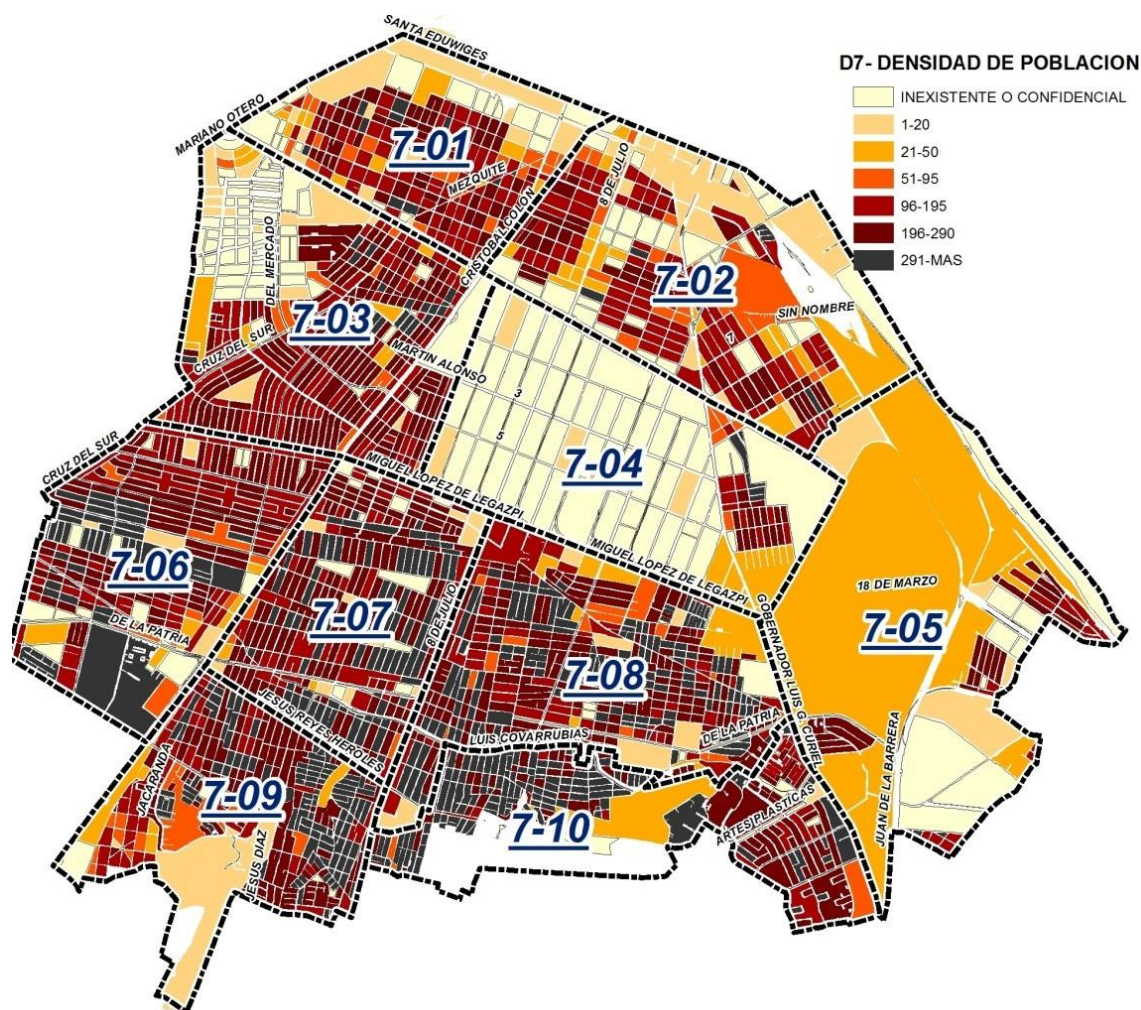 D7- DENSIDAD DE POBLACION
INEXISTENTE O CONFIDENCIAL
1-20
21-50
51-95
96-195
196-290
291-MAS
SANTA EDUWIGES
MARIANO OTERO
7-01
MEZQUITE
8 DE JULIO
CRISTOBAL COLON
DEL MERCADO
7-02
SIN NOMBRE
7
7-03
CRUZ DEL SUR
MARTIN ALONSO
3
5
7-04
CRUZ DEL SUR
MIGUEL LOPEZ DE LEGAZPI
MIGUEL LOPEZ DE LEGAZPI
7-06
DE LA PATRIA
7-07
8 DE JULIO
18 DE MARZO
7-05
GOBERNADOR LUIS G. CURIEL
7-08
JESUS REYES HEROLES
LUIS COVARRUBIAS
DE LA PATRIA
JUAN DE LA BARRERA
JACARANDA
7-09
JESUS DIAZ
7-10
ARTES PLASTICAS